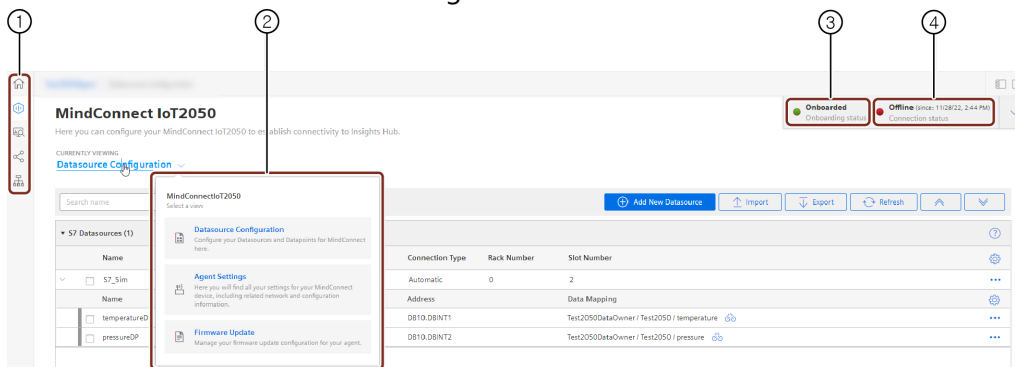 1
2
3
4
MindConnect IoT2050
Here you can configure your MindConnect IoT2050 to establish connectivity to Insights Hub.
Onboarded
Onboarding status
Offline (since: 11/28/22, 2:44 PM)
Connection status
CURRENTLY VIEWING
Datasource Configuration
Search name
Add New Datasource
Import
Export
Refresh
MindConnectIoT2050
Select a view
Datasource Configuration
Configure your Datasources and Datapoints for MindConnect
here.
Agent Settings
Here you will find all your settings for your MindConnect
device, including related network and configuration
information.
Firmware Update
Manage your firmware update configuration for your agent.
S7 Datasources (1)
Name
Connection Type
Rack Number
Slot Number
S7_Sim
Automatic
0
2
Name
Address
Data Mapping
temperatureD
DB10.DBINT1
Test2050DataOwner / Test2050 / temperature
pressureDP
DB10.DBINT2
Test2050DataOwner / Test2050 / pressure